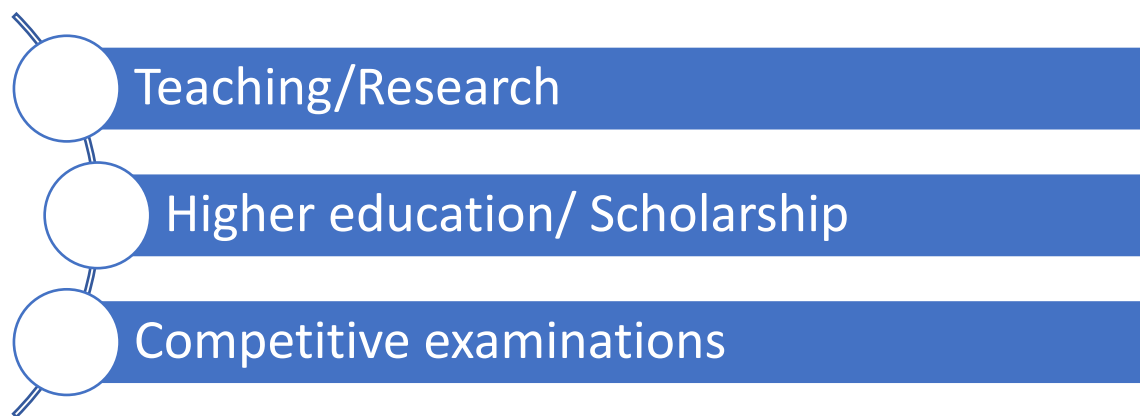 Teaching/Research
Higher education/ Scholarship
Competitive examinations